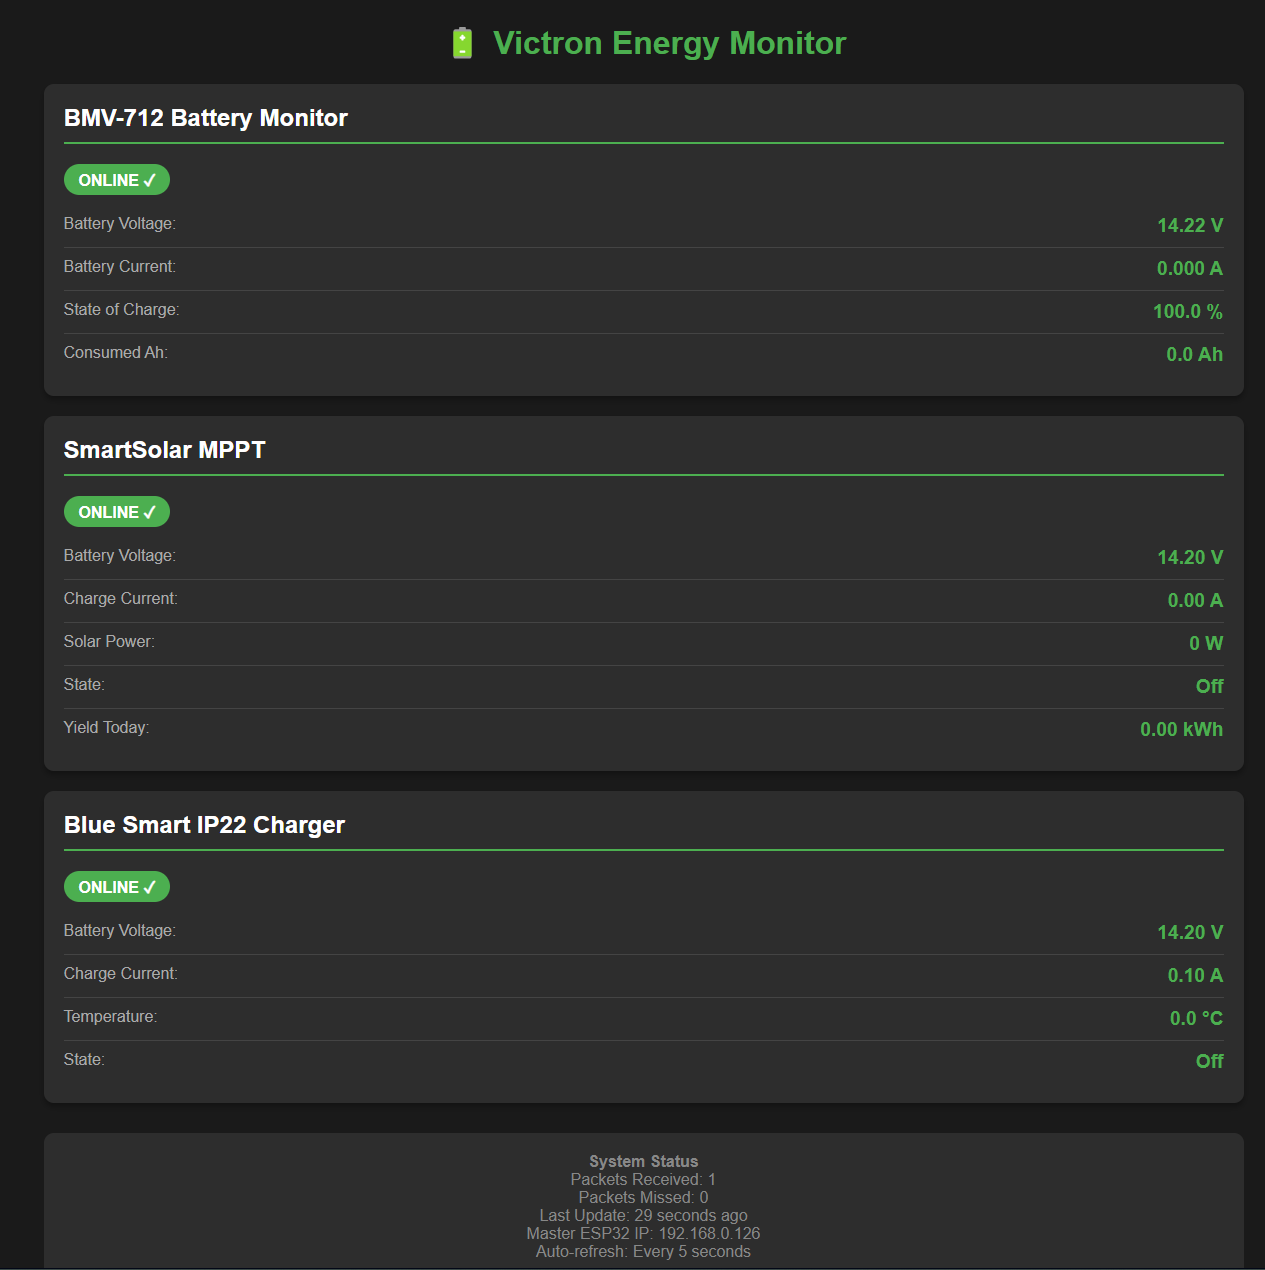 Victron Energy Monitor
BMV-712 Battery Monitor
ONLINE ✓
Battery Voltage: 14.22 V
Battery Current: 0.000 A
State of Charge: 100.0 %
Consumed Ah: 0.0 Ah
SmartSolar MPPT
ONLINE ✓
Battery Voltage: 14.20 V
Charge Current: 0.00 A
Solar Power: 0 W
State: Off
Yield Today: 0.00 kWh
Blue Smart IP22 Charger
ONLINE ✓
Battery Voltage: 14.20 V
Charge Current: 0.10 A
Temperature: 0.0 °C
State: Off
System Status
Packets Received: 1
Packets Missed: 0
Last Update: 29 seconds ago
Master ESP32 IP: 192.168.0.126
Auto-refresh: Every 5 seconds